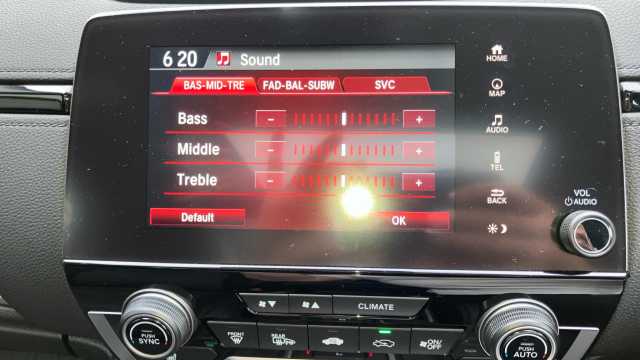 6 20 Sound
BAS-MID-TRE FAD-BAL-SUBW SVC
Bass - +
Middle - +
Treble - +
Default OK
HOME
MAP
AUDIO
TEL
BACK
VOL
AUDIO
CLIMATE
PUSH
SYNC
FRONT
REAR
ON/OFF
PUSH
AUTO